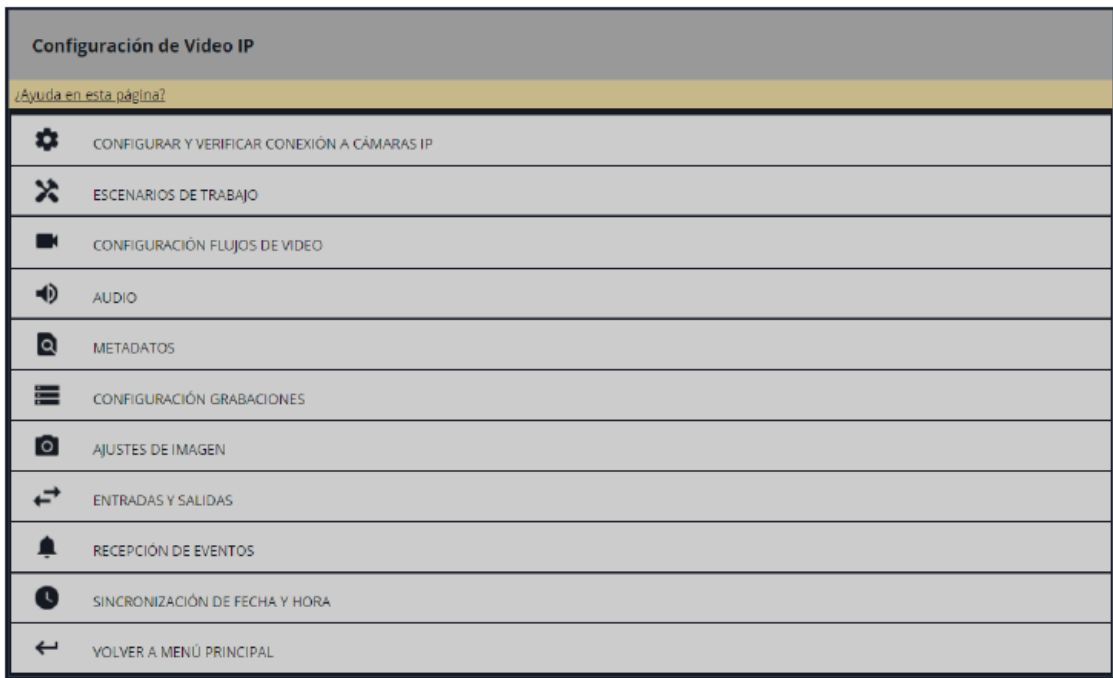 Configuración de Video IP
¿Ayuda en esta página?
CONFIGURAR Y VERIFICAR CONEXIÓN A CÁMARAS IP
ESCENARIOS DE TRABAJO
CONFIGURACIÓN FLUJOS DE VIDEO
AUDIO
METADATOS
CONFIGURACIÓN GRABACIONES
AJUSTES DE IMAGEN
ENTRADAS Y SALIDAS
RECEPCIÓN DE EVENTOS
SINCRONIZACIÓN DE FECHA Y HORA
VOLVER A MENÚ PRINCIPAL